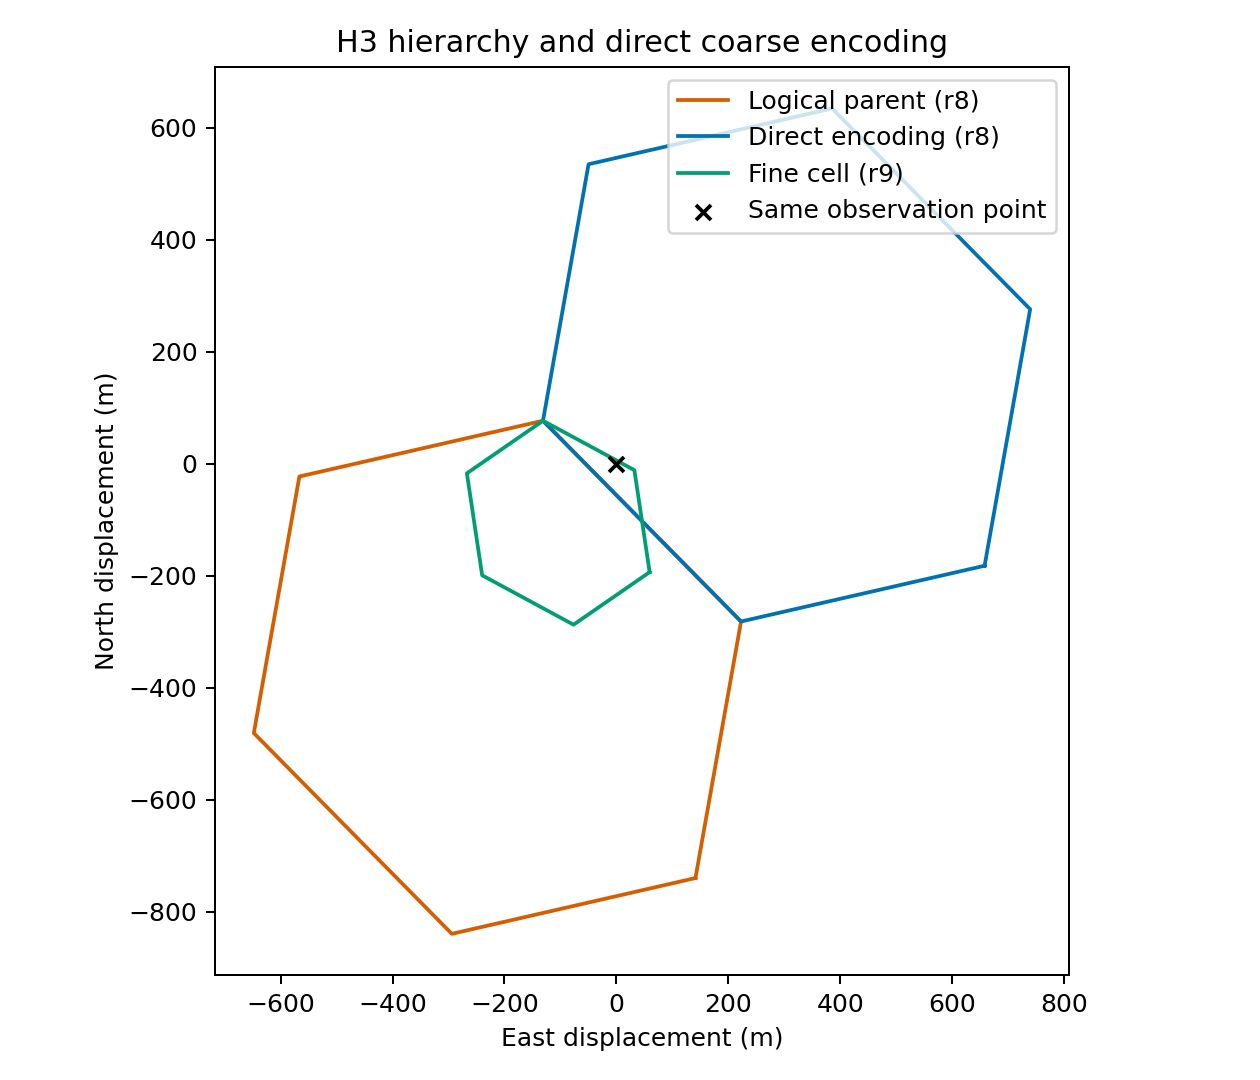 H3 hierarchy and direct coarse encoding
Logical parent (r8)
Direct encoding (r8)
Fine cell (r9)
Same observation point
North displacement (m)
600
400
200
0
−200
−400
−600
−800
−600
−400
−200
0
200
400
600
800
East displacement (m)